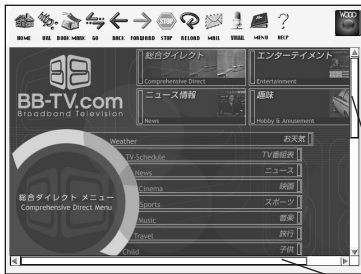 HOME URL BOOK MARK GO BACK FORWARD STOP RELOAD MAIL VMAIL MENU HELP
STOP
WOOD
BB-TV.com
Broadband Television
総合ダイレクト
Comprehensive Direct
エンターテイメント
Entertainment
ニュース情報
News
趣味
Hobby & Amusement
Weather お天気
TV-Schedule TV番組表
News ニュース
Cinema 映画
Sports スポーツ
Music 音楽
Travel 旅行
Child 子供
総合ダイレクト メニュー
Comprehensive Direct Menu